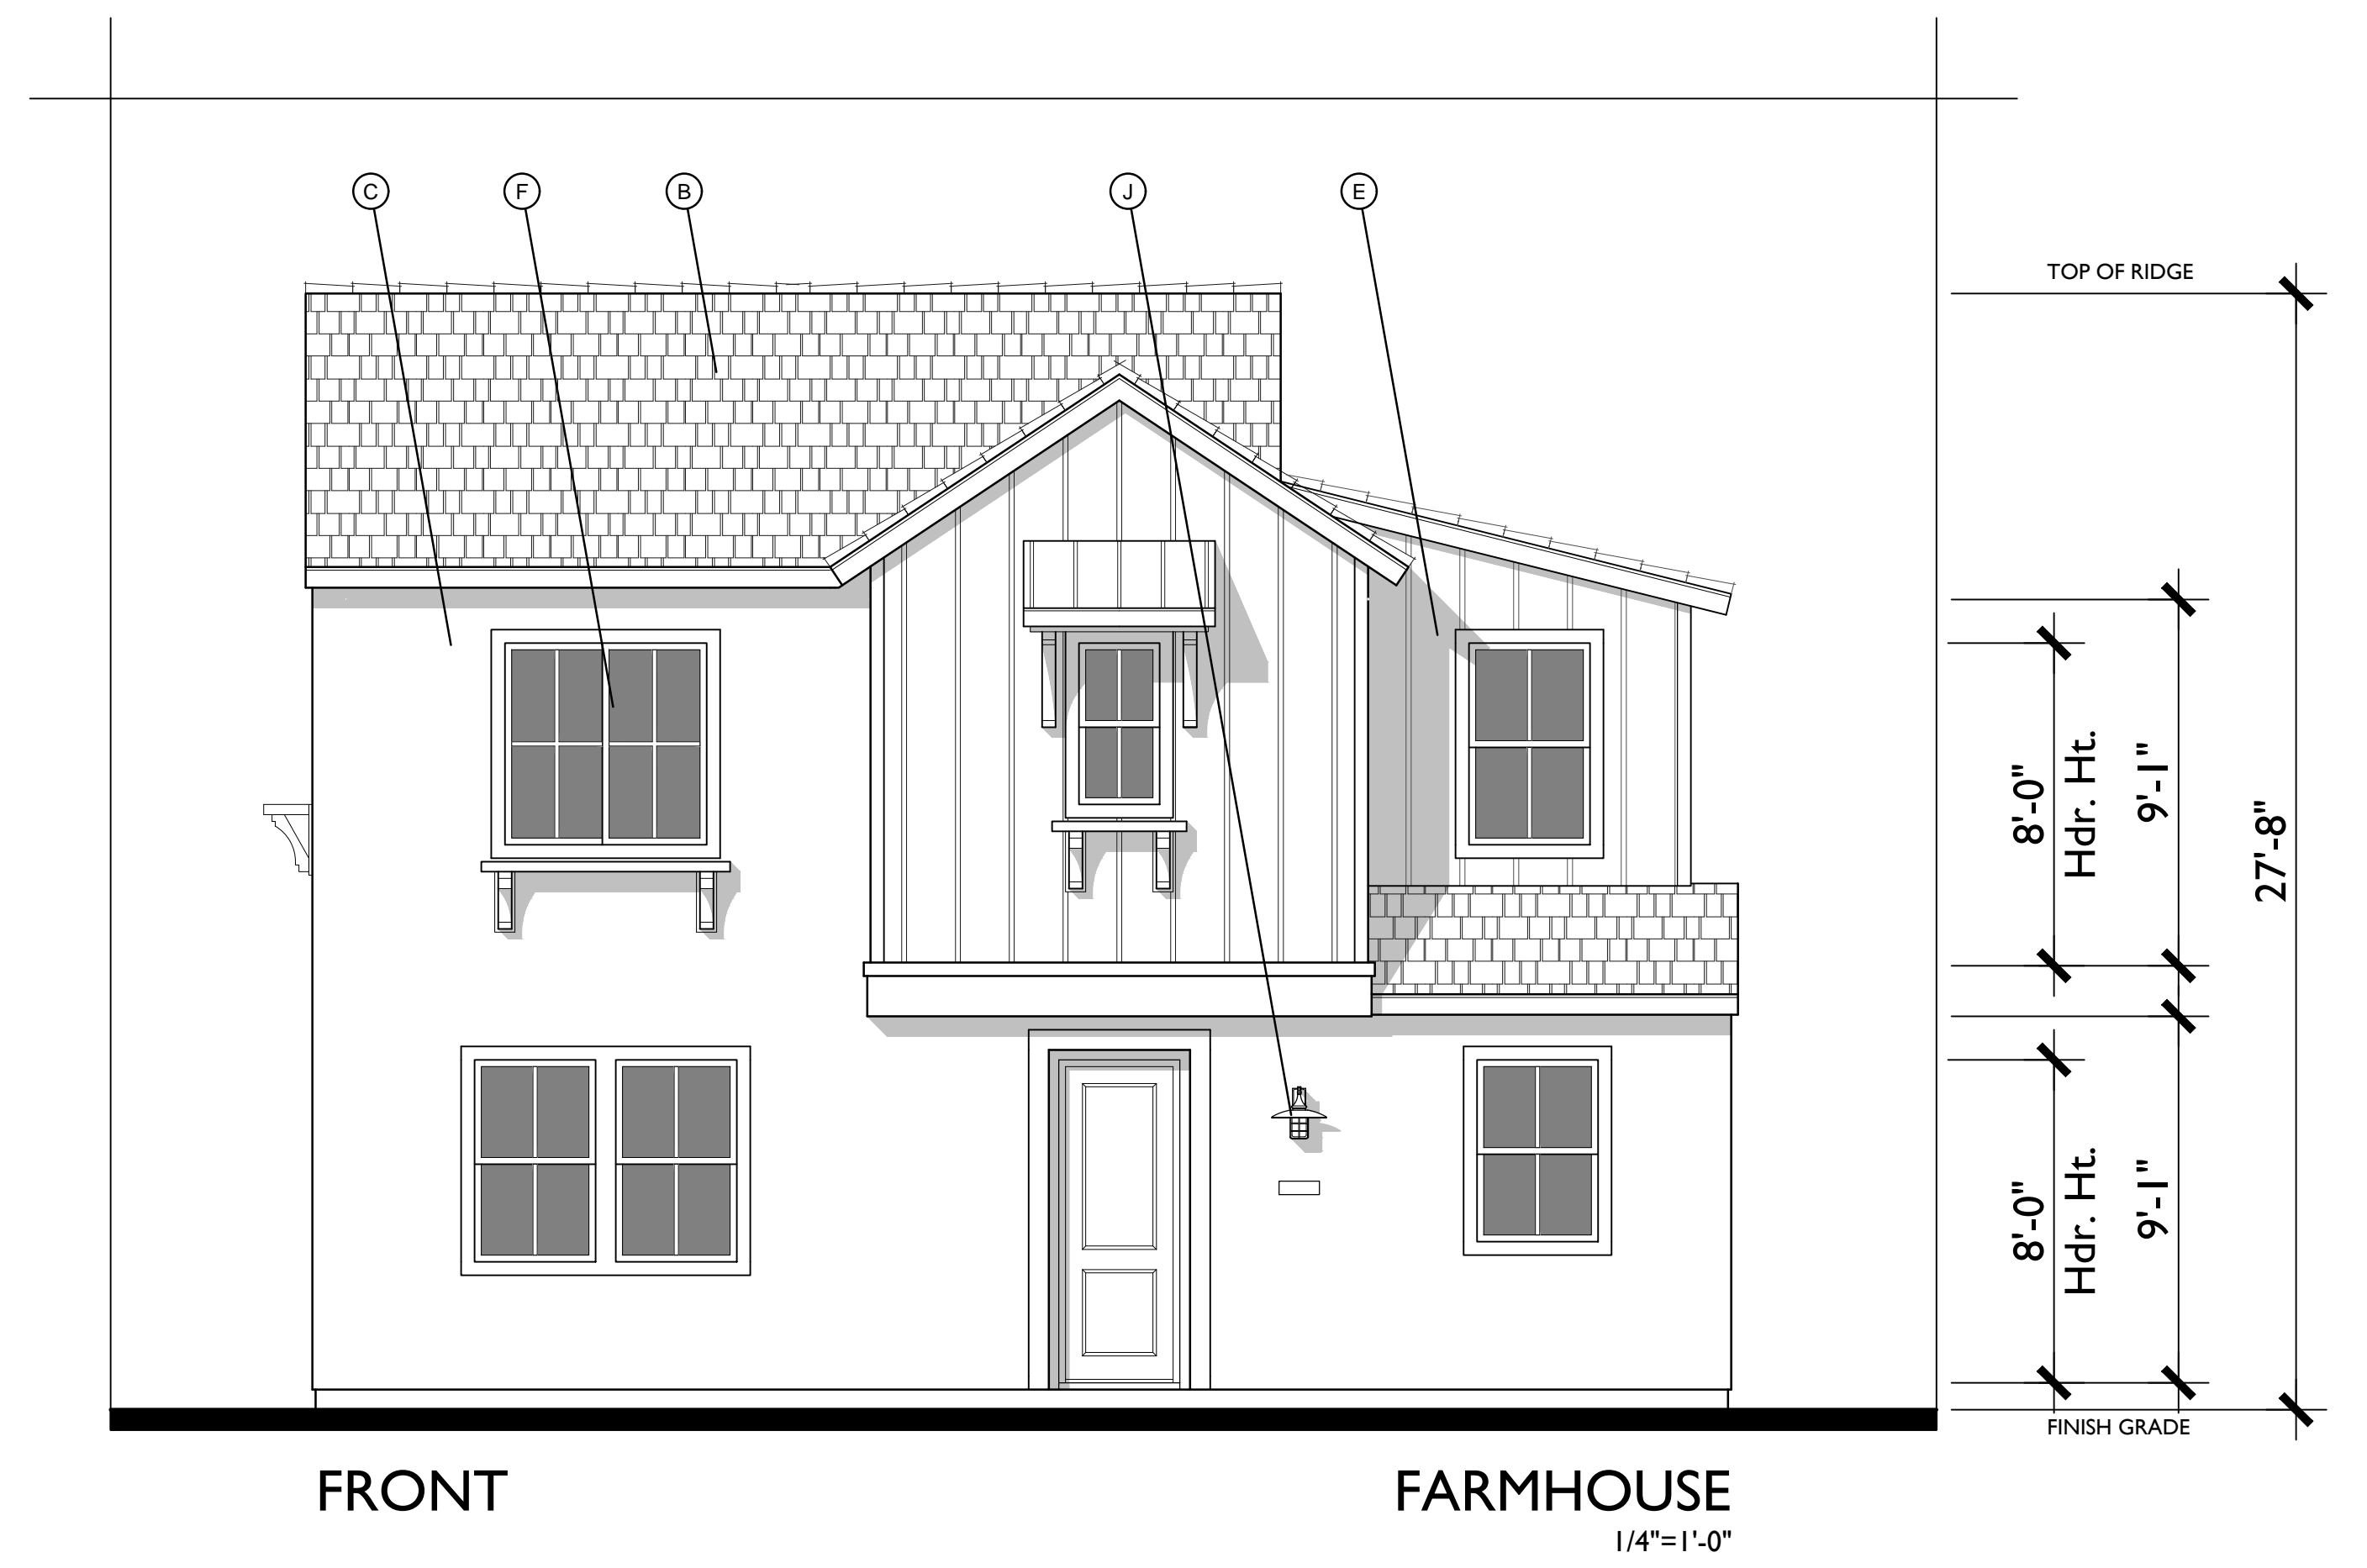 C F B J E
TOP OF RIDGE
8'-0"
Hdr. Ht.
9'-1"
27'-8"
8'-0"
Hdr. Ht.
9'-1"
FINISH GRADE
FRONT
FARMHOUSE
1/4"=1'-0"